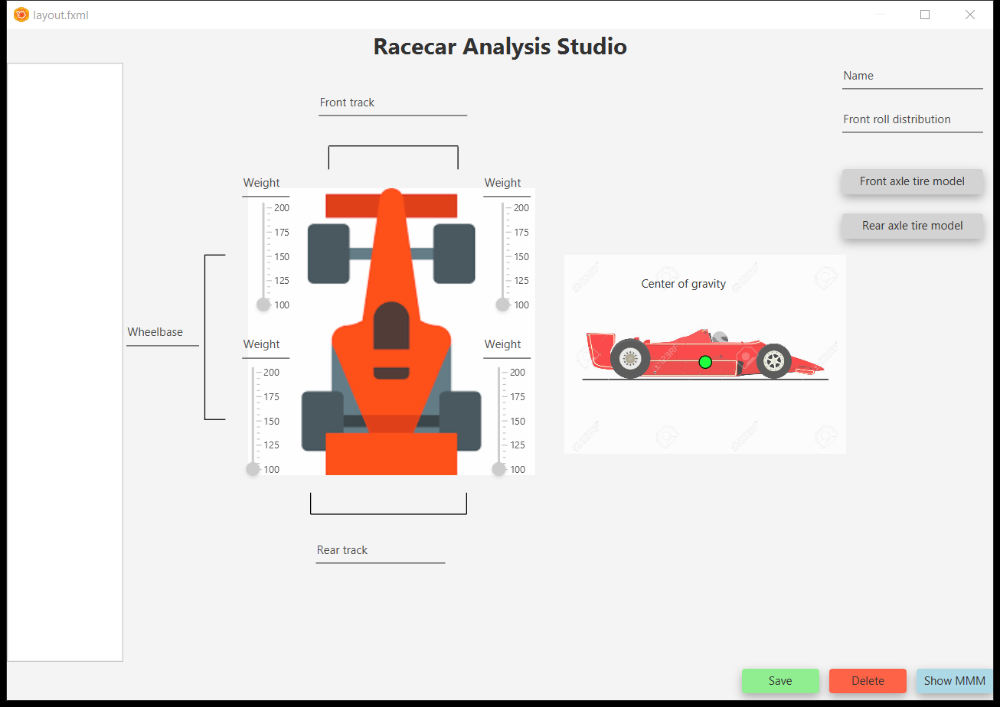 layout.fxml
Racecar Analysis Studio
Name
Front track
Front roll distribution
Weight
Weight
Front axle tire model
200
175
150
125
100
200
175
150
125
100
Rear axle tire model
Center of gravity
Wheelbase
Weight
Weight
200
175
150
125
100
200
175
150
125
100
123RF
Rear track
Save
Delete
Show MMM